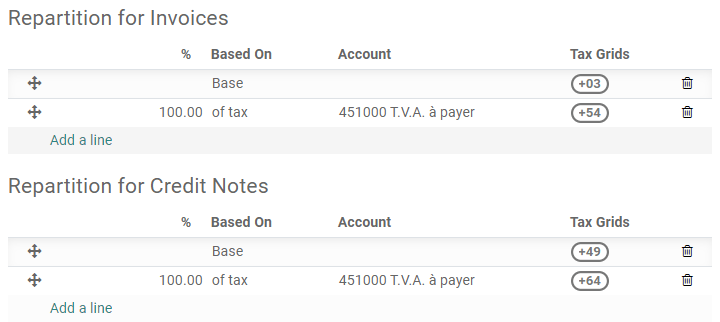 Repartition for Invoices
% Based On Account Tax Grids
Base +03
100.00 of tax 451000 T.V.A. à payer +54
Add a line
Repartition for Credit Notes
% Based On Account Tax Grids
Base +49
100.00 of tax 451000 T.V.A. à payer +64
Add a line